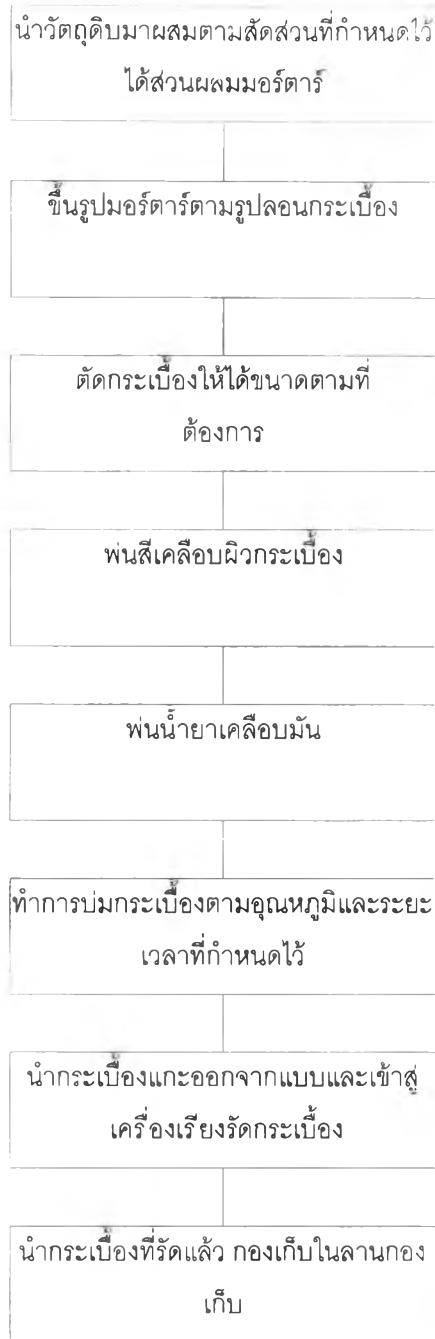 นำวัตถุดิบมาผสมตามสัดส่วนที่กำหนดไว้
ได้ส่วนผสมมอร์ตาร์
ขึ้นรูปมอร์ตาร์ตามรูปลอนกระเบื้อง
ตัดกระเบื้องให้ได้ขนาดตามที่
ต้องการ
พ่นสีเคลือบผิวกระเบื้อง
พ่นน้ำยาเคลือบมัน
ทำการบ่มกระเบื้องตามอุณหภูมิและระยะ
เวลาที่กำหนดไว้
นำกระเบื้องแกะออกจากแบบและเข้าสู่
เครื่องเรียงรัดกระเบื้อง
นำกระเบื้องที่รัดแล้ว กองเก็บในลานกอง
เก็บ